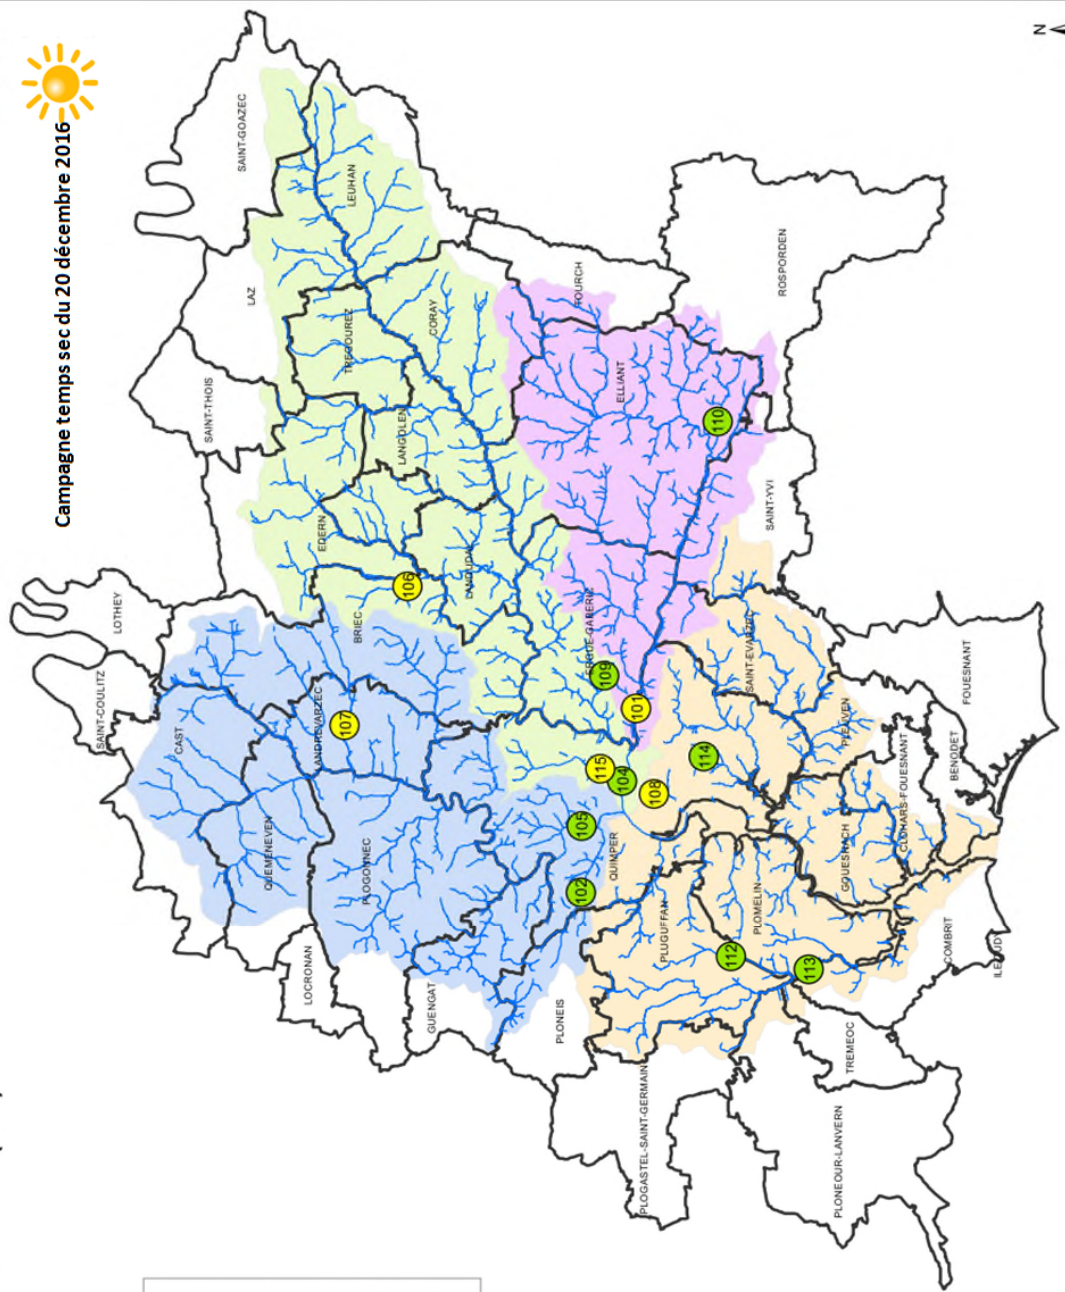 Campagne temps sec du 20 décembre 2016
N
SAINT-GOAZEC
LEUHAN
LAZ
TREGOUREZ
CORAY
SAINT-THOIS
LANGOLEN
TOURCH
ROSPORDEN
ELLIANT
110
SAINT-YVI
EDERN
LANDUDAL
106
BRIEC
LOTHEY
SAINT-COULITZ
CAST
LANDREVARZEC
107
ERGUE-GABERIC
109
101
SAINT-EVARZEC
FOUESNANT
PLEUVEN
114
115
104
108
105
102
QUIMPER
BENODET
CLOHARS-FOUESNANT
GOUESNACH
QUEMENEVEN
PLOGONNEC
LOCRONAN
GUENGAT
PLONEIS
PLUGUFFAN
PLOMELIN
112
113
COMBRIT
TREMEOC
PLOGASTEL-SAINT-GERMAIN
PLONEOUR-LANVERN